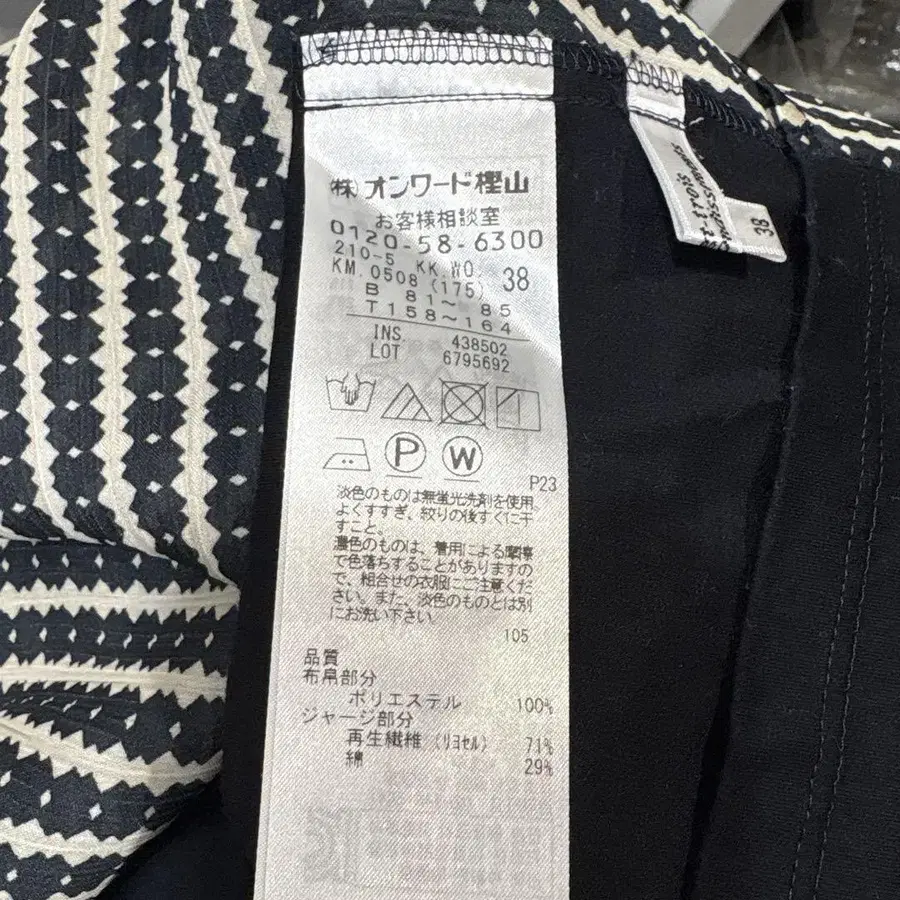 (株)オンワード樫山
お客様相談室
0120-58-6300
210-5 KK.WO.
KM.0508 (175) 38
B 81～ 85
T158～164
INS. 438502
LOT 6795692
P W
P23
淡色のものは無蛍光洗剤を使用
よくすすぎ、絞りの後すぐに干
すこと。
濃色のものは、着用による摩擦
で色落ちすることがありますの
で、組合せの衣服にご注意くだ
さい。また、淡色のものとは別
にお洗い下さい。
105
品質
布帛部分
ポリエステル 100%
ジャージ部分
再生繊維 (リヨセル) 71%
綿 29%
38